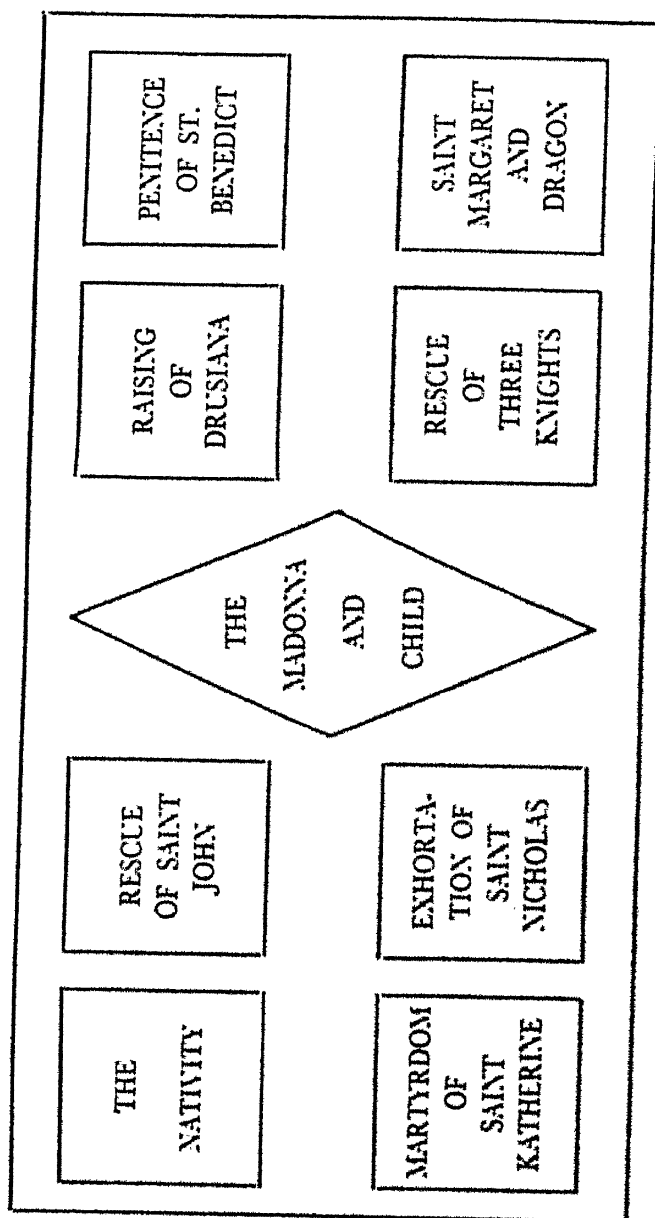 THE
NATIVITY
RESCUE
OF SAINT
JOHN
THE
MADONNA
AND
CHILD
RAISING
OF
DRUSIANA
PENITENCE
OF ST.
BENEDICT
MARTYRDOM
OF
SAINT
KATHERINE
EXHORTA-
TION OF
SAINT
NICHOLAS
RESCUE
OF
THREE
KNIGHTS
SAINT
MARGARET
AND
DRAGON